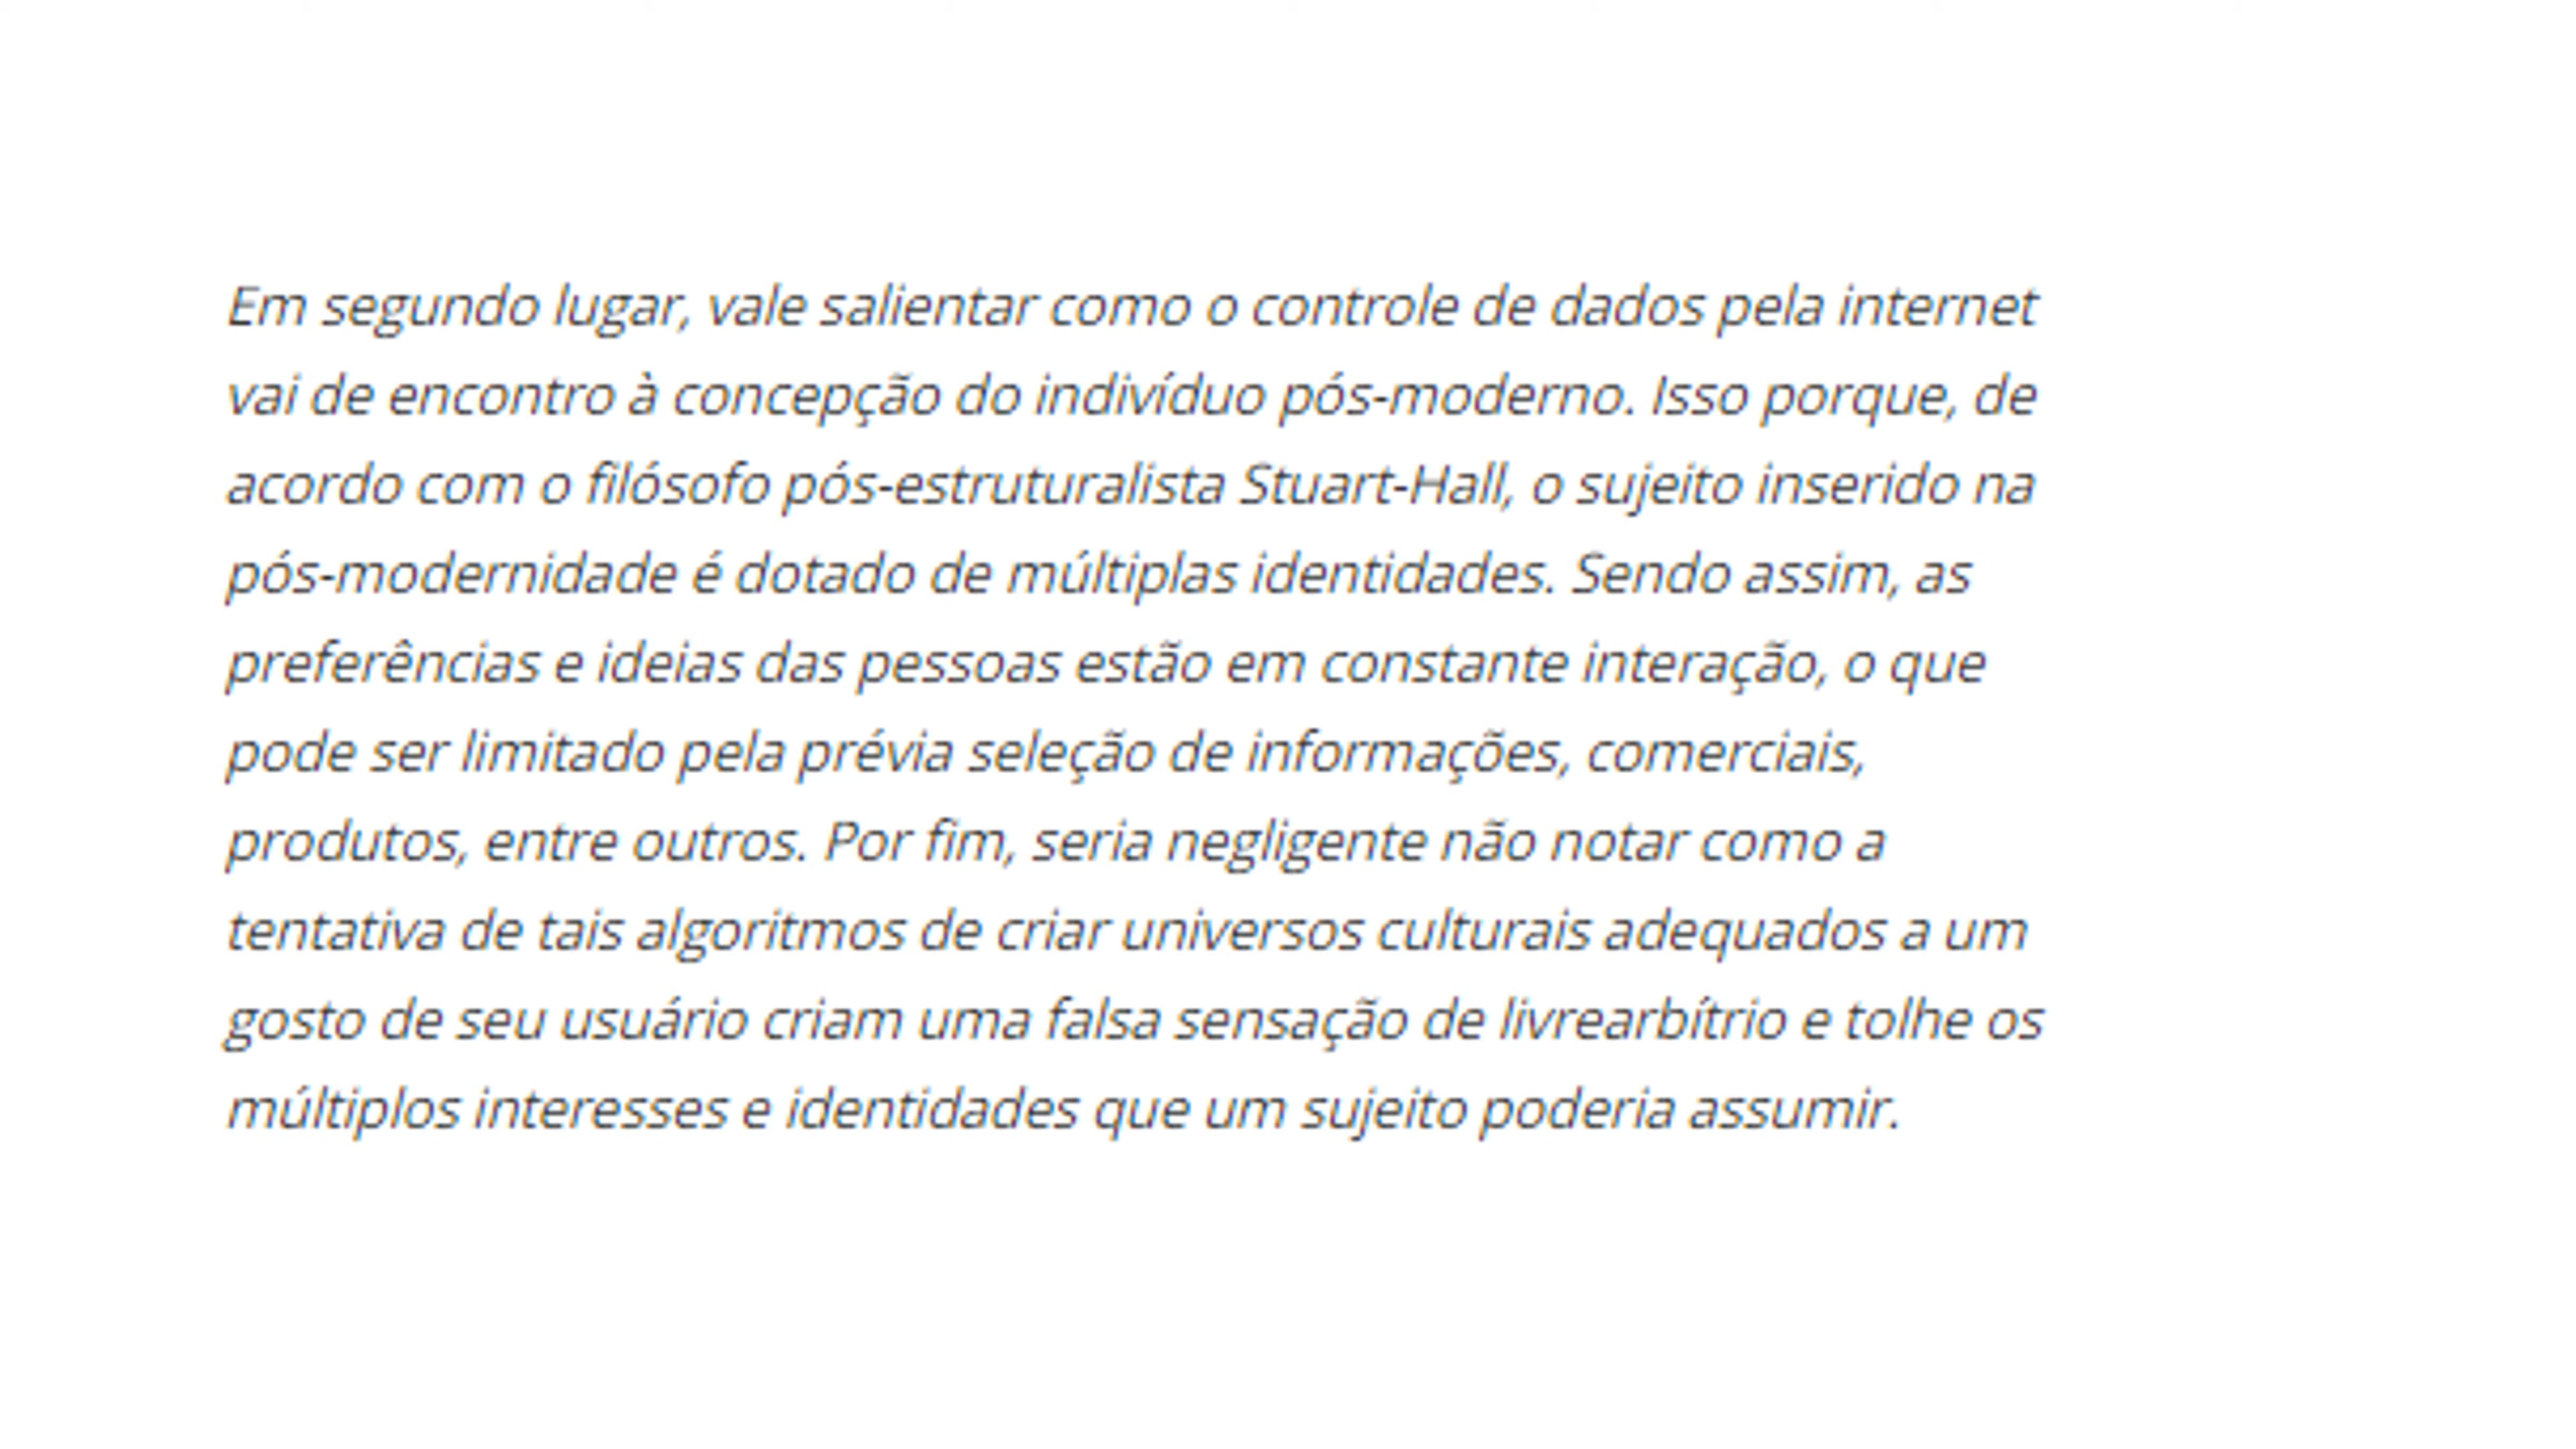 Em segundo lugar, vale salientar como o controle de dados pela internet
vai de encontro à concepção do indivíduo pós-moderno. Isso porque, de
acordo com o filósofo pós-estruturalista Stuart-Hall, o sujeito inserido na
pós-modernidade é dotado de múltiplas identidades. Sendo assim, as
preferências e ideias das pessoas estão em constante interação, o que
pode ser limitado pela prévia seleção de informações, comerciais,
produtos, entre outros. Por fim, seria negligente não notar como a
tentativa de tais algoritmos de criar universos culturais adequados a um
gosto de seu usuário criam uma falsa sensação de livrearbítrio e tolhe os
múltiplos interesses e identidades que um sujeito poderia assumir.